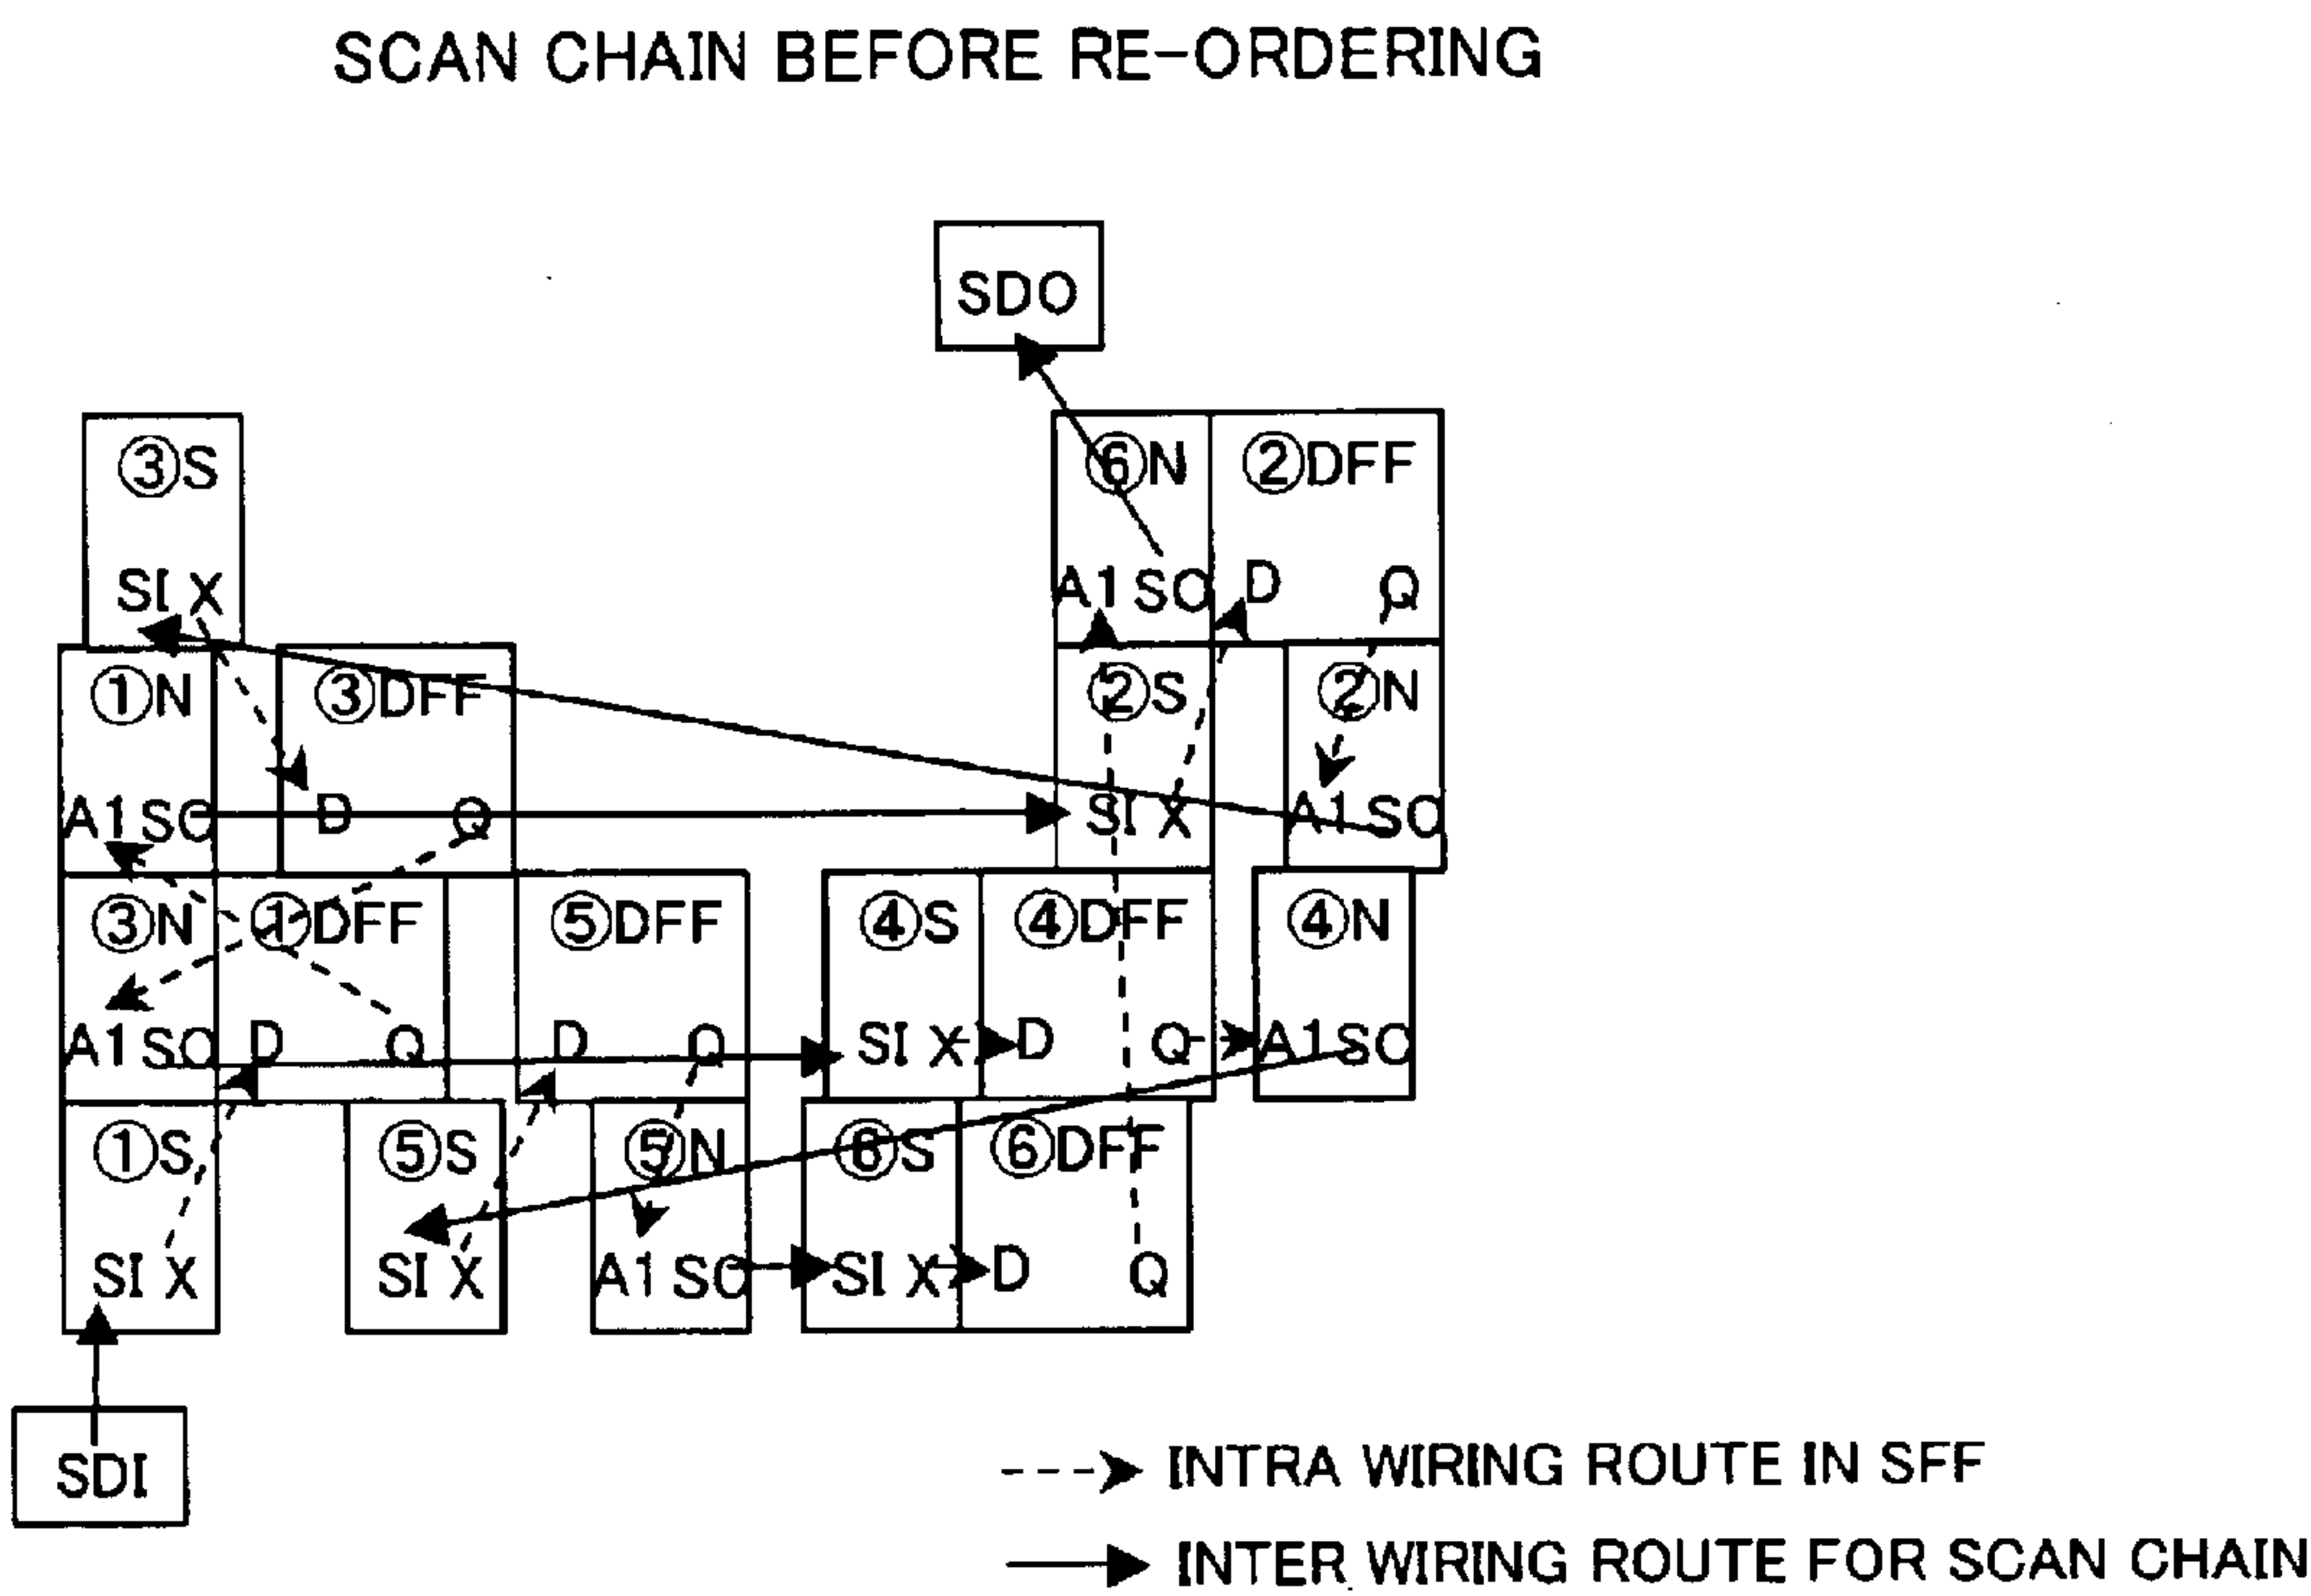 SCAN CHAIN BEFORE RE-ORDERING
SDO
③S
SI X
⑥N
A1 SO
②DFF
D Q
①N
A1 SO
③DFF
D Q
②S
SI X
②N
A1 SO
③N
A1 SO
①DFF
D Q
⑤DFF
D Q
④S
SI X
④DFF
D Q
④N
A1 SO
①S
SI X
⑤S
SI X
⑤N
A1 SO
⑥S
SI X
⑥DFF
D Q
SDI
INTRA WIRING ROUTE IN SFF
INTER WIRING ROUTE FOR SCAN CHAIN